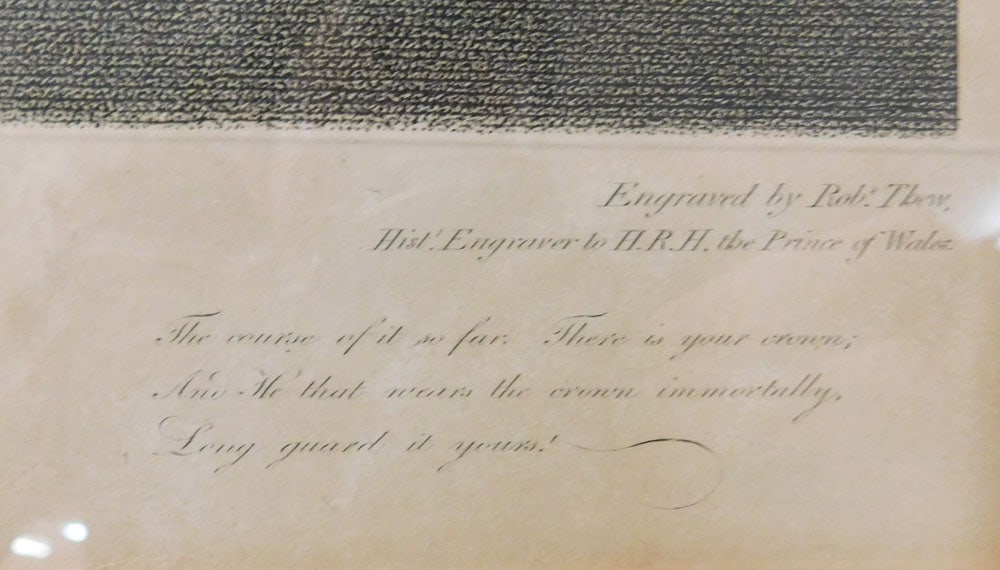 Engraved by Robt. Thew,
Histl. Engraver to H.R.H. the Prince of Wales.
The course of it so far. There is your crown;
And He that wears the crown immortally,
Long guard it yours!